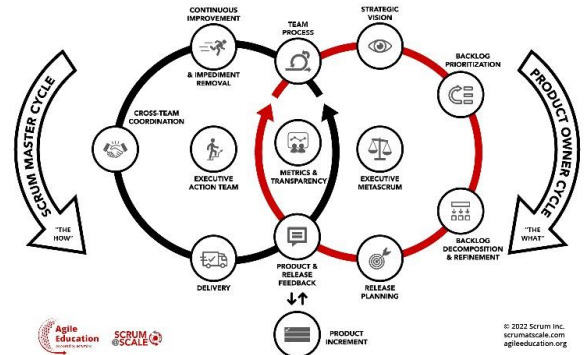 CONTINUOUS
IMPROVEMENT
& IMPEDIMENT
REMOVAL
TEAM
PROCESS
STRATEGIC
VISION
BACKLOG
PRIORITIZATION
SCRUM MASTER CYCLE
"THE
HOW"
CROSS-TEAM
COORDINATION
EXECUTIVE
ACTION TEAM
METRICS &
TRANSPARENCY
EXECUTIVE
METASCRUM
PRODUCT OWNER CYCLE
"THE
WHAT"
DELIVERY
PRODUCT &
RELEASE
FEEDBACK
RELEASE
PLANNING
BACKLOG
DECOMPOSITION
& REFINEMENT
PRODUCT
INCREMENT
Agile
Education
SCRUM
@SCALE
© 2022 Scrum Inc.
scrumatscale.com
agileeducation.org